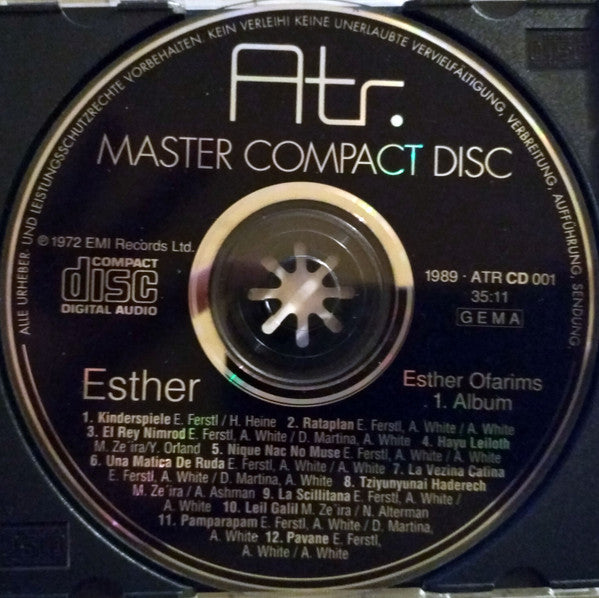 ALLE URHEBER- UND LEISTUNGSSCHUTZRECHTE VORBEHALTEN. KEIN VERLEIH! KEINE UNERLAUBTE VERVIELFÄLTIGUNG, VERBREITUNG, AUFFÜHRUNG, SENDUNG.
Atr.
MASTER COMPACT DISC
℗ 1972 EMI Records Ltd.
COMPACT
disc
DIGITAL AUDIO
1989 · ATR CD 001
35:11
GEMA
Esther
Esther Ofarims
1. Album
1. Kinderspiele E. Ferstl / H. Heine 2. Rataplan E. Ferstl, A. White / A. White
3. El Rey Nimrod E. Ferstl, A. White / D. Martina, A. White 4. Hayu Leiloth
M. Ze´ira/Y. Orland 5. Nique Nac No Muse E. Ferstl, A. White / A. White
6. Una Matica De Ruda E. Ferstl, A. White / A. White 7. La Vezina Catina
E. Ferstl, A. White / D. Martina, A. White 8. Tziyunyunai Haderech
M. Ze´ira / A. Ashman 9. La Scillitana E. Ferstl, A. White /
A. White 10. Leil Galil M. Ze´ira / N. Alterman
11. Pamparapam E. Ferstl, A. White / D. Martina,
A. White 12. Pavane E. Ferstl,
A. White / A. White